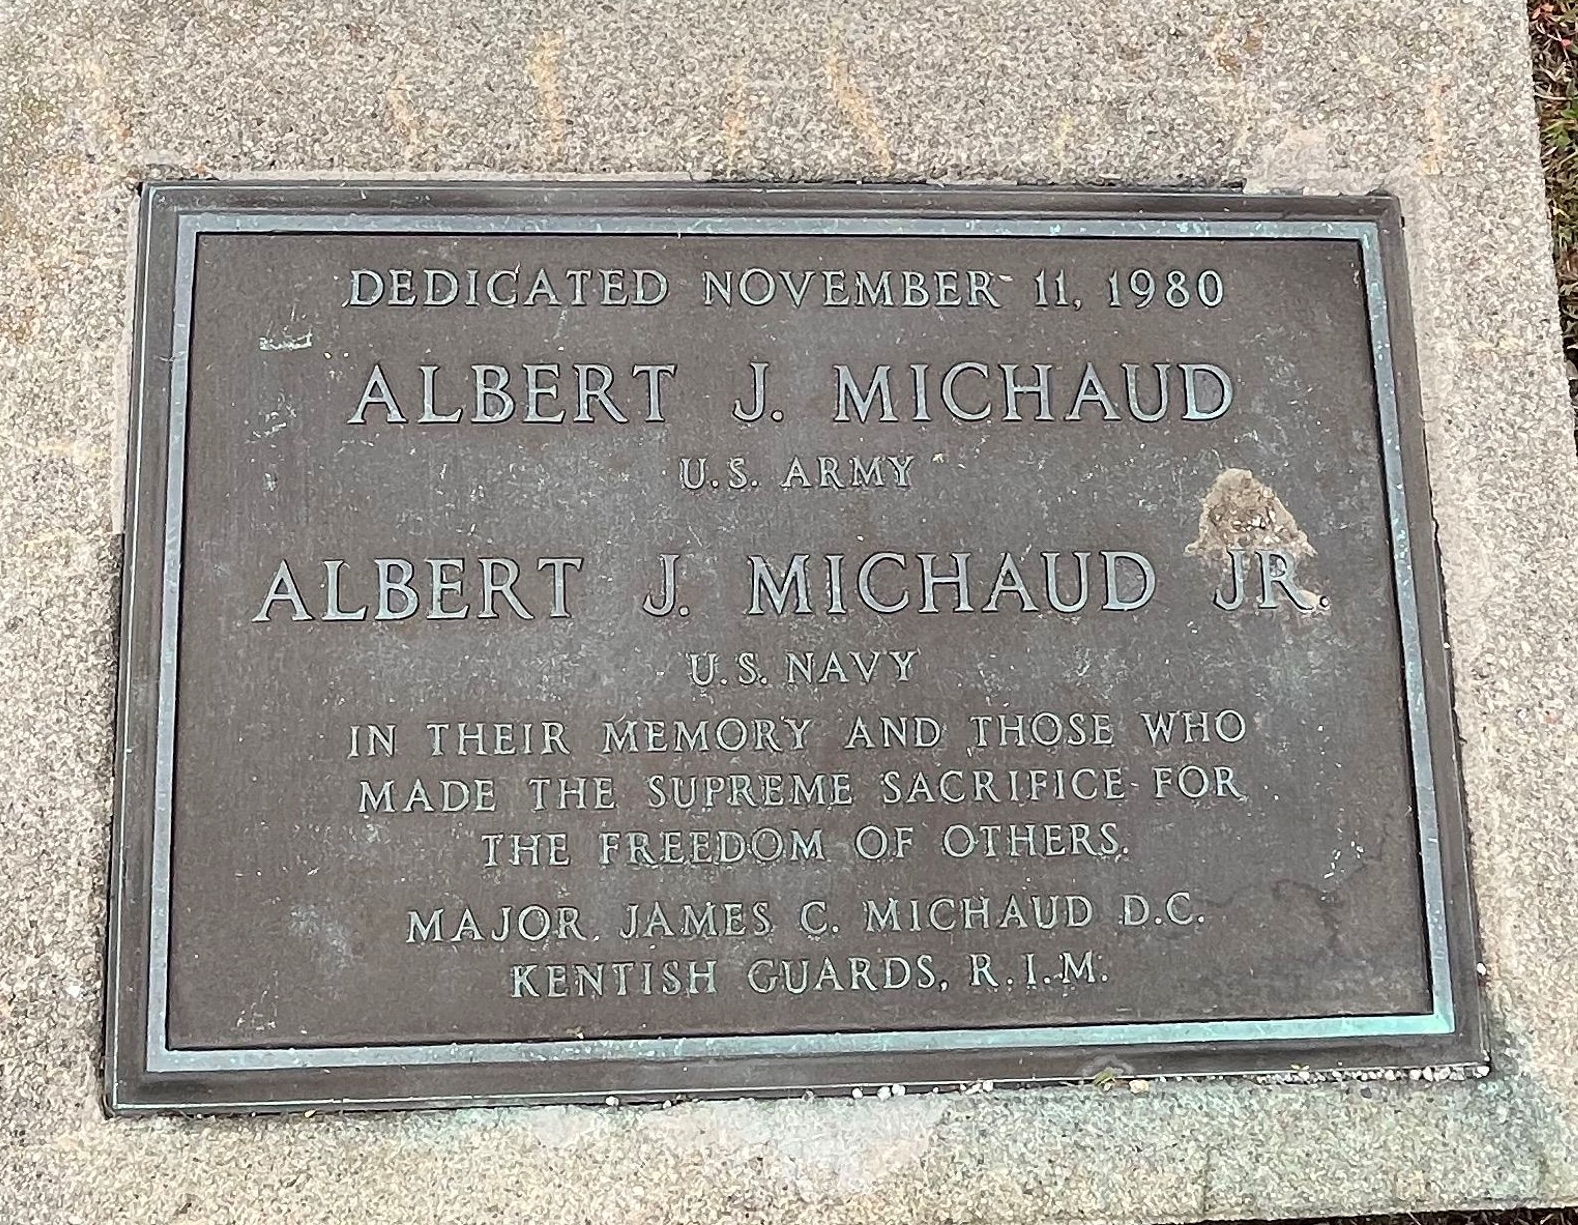 DEDICATED NOVEMBER 11, 1980
ALBERT J. MICHAUD
U.S. ARMY
ALBERT J. MICHAUD JR.
U.S. NAVY
IN THEIR MEMORY AND THOSE WHO
MADE THE SUPREME SACRIFICE FOR
THE FREEDOM OF OTHERS.
MAJOR JAMES C. MICHAUD D.C.
KENTISH GUARDS, R.I.M.